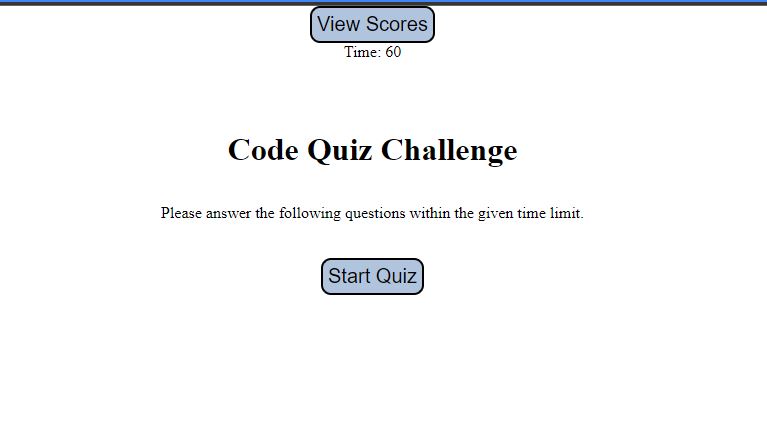 View Scores
Time: 60
Code Quiz Challenge
Please answer the following questions within the given time limit.
Start Quiz